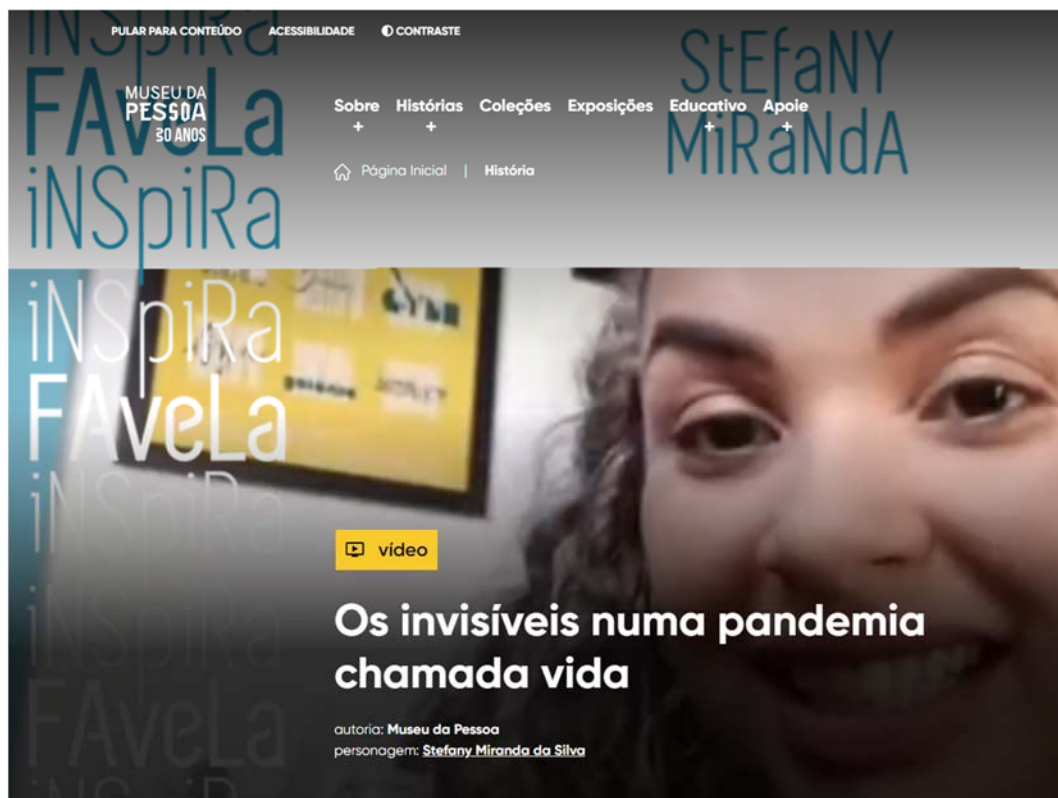 PULAR PARA CONTEÚDO ACESSIBILIDADE CONTRASTE
INSpiRa
FAveLa
iNSpiRa
StEfaNY
MiRaNdA
MUSEU DA
PESSOA
30 ANOS
Sobre Histórias Coleções Exposições Educativo Apoie
+ + + +
Página Inicial | História
iNSpiRa
FAveLa
iNSpiRa
iNSpiRa
FAveLa
vídeo
Os invisíveis numa pandemia
chamada vida
autoria: Museu da Pessoa
personagem: Stefany Miranda da Silva